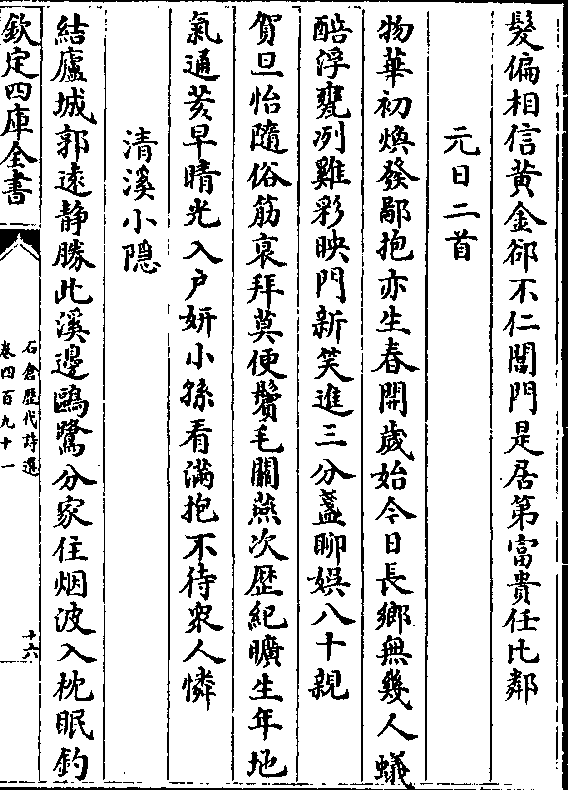 髪偏相信黄金郤不仁閭門是居第富貴任比鄰
元日二首
物華初煥發鄙抱亦生春開歲始今日長鄉無幾人蟻
醅浮甕冽雞彩映門新笑進三分盞聊娯八十親
賀旦怡隨俗筋衰拜莫便鬢毛關燕次歴紀曠生年地
氣通荄早晴光入户妍小孫看滿抱不待衆人憐
清溪小隠
結廬城郭遠静勝此溪邊鷗鷺分家住烟波入枕眠釣
欽定四庫全書
石倉歴代詩選
卷四百九十一
十六